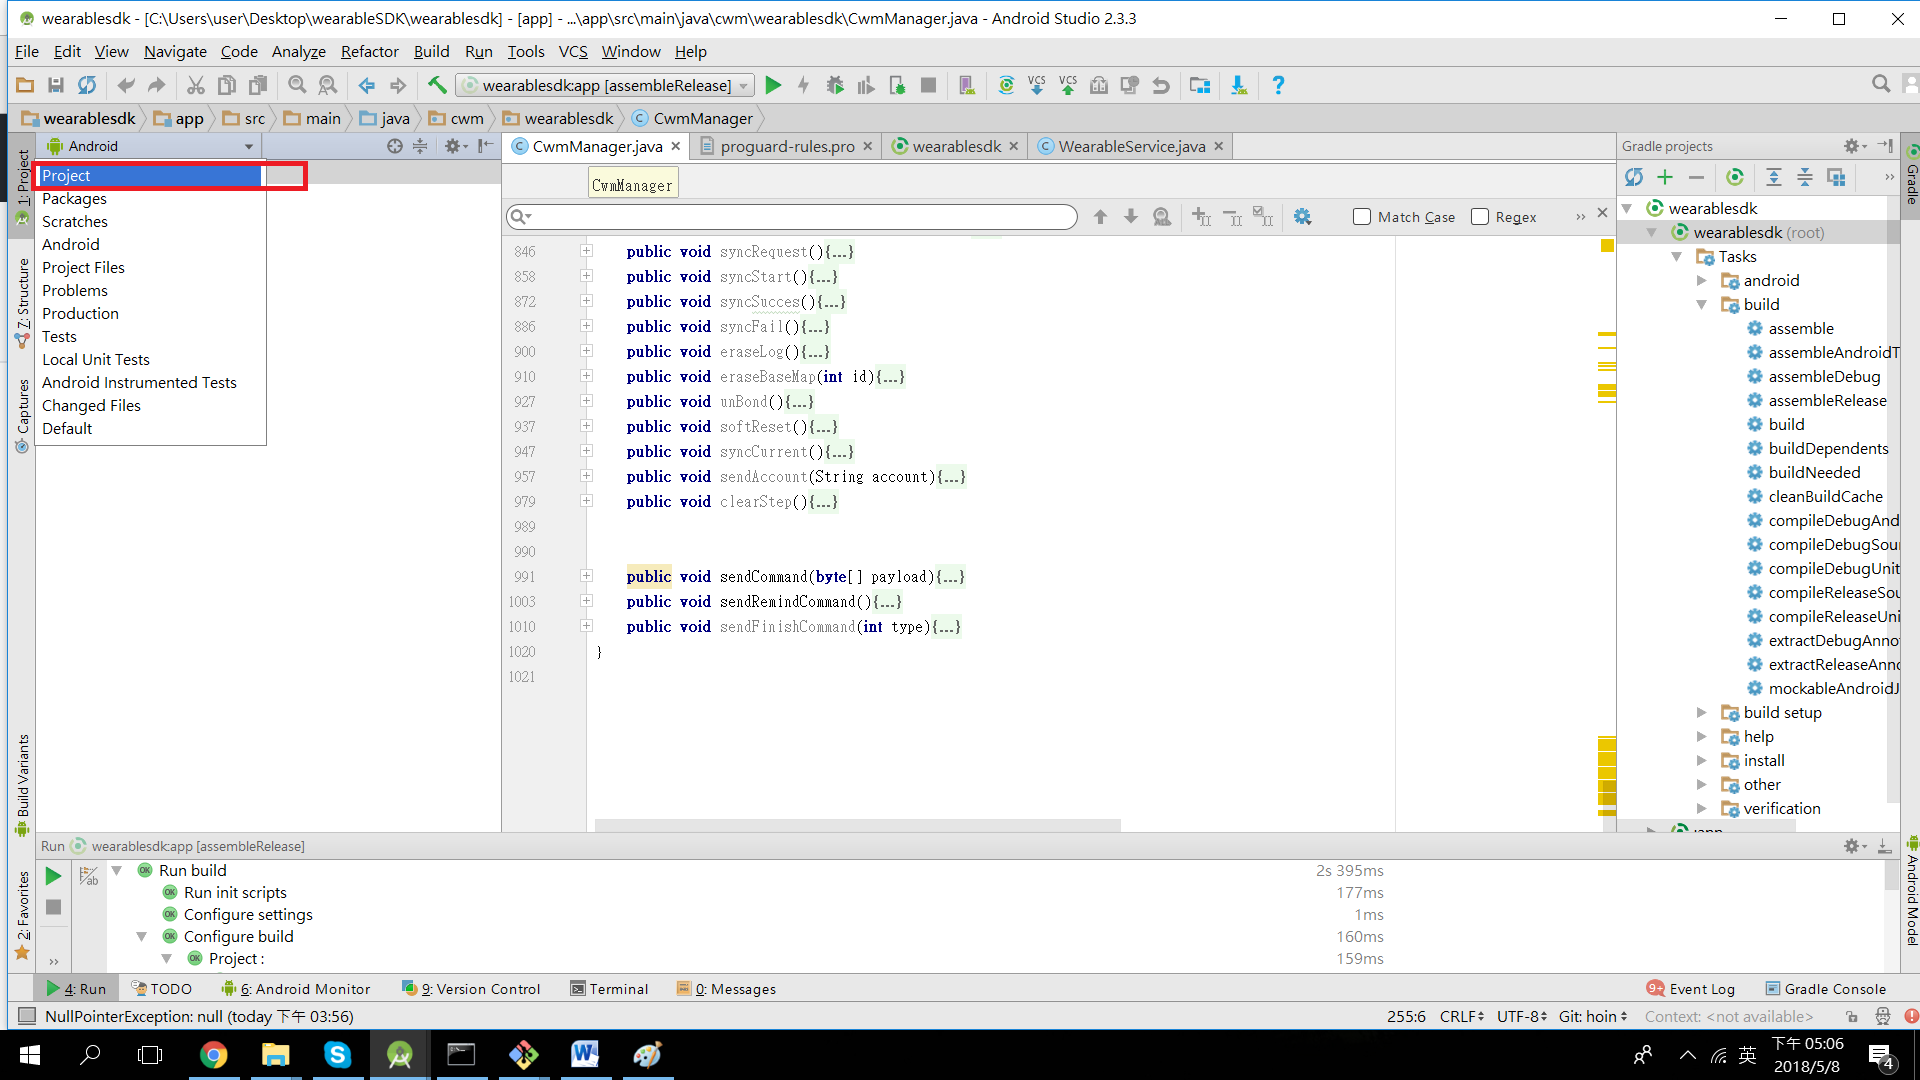 wearablesdk - [C:\Users\user\Desktop\wearableSDK\wearablesdk] - [app] - ...\app\src\main\java\cwm\wearablesdk\CwmManager.java - Android Studio 2.3.3
File Edit View Navigate Code Analyze Refactor Build Run Tools VCS Window Help
wearablesdk:app [assembleRelease]
VCS VCS
wearablesdk app src main java cwm wearablesdk CwmManager
1: Project
7: Structure
Captures
Build Variants
2: Favorites
Android
Project
Packages
Scratches
Android
Project Files
Problems
Production
Tests
Local Unit Tests
Android Instrumented Tests
Changed Files
Default
CwmManager.java proguard-rules.pro wearablesdk WearableService.java
CwmManager
Match Case Regex
846 public void syncRequest(){...}
858 public void syncStart(){...}
872 public void syncSucces(){...}
886 public void syncFail(){...}
900 public void eraseLog(){...}
910 public void eraseBaseMap(int id){...}
927 public void unBond(){...}
937 public void softReset(){...}
947 public void syncCurrent(){...}
957 public void sendAccount(String account){...}
979 public void clearStep(){...}
989
990
991 public void sendCommand(byte[] payload){...}
1003 public void sendRemindCommand(){...}
1010 public void sendFinishCommand(int type){...}
1020 }
1021
Gradle projects
wearablesdk
wearablesdk (root)
Tasks
android
build
assemble
assembleAndroidT
assembleDebug
assembleRelease
build
buildDependents
buildNeeded
cleanBuildCache
compileDebugAnd
compileDebugSou
compileDebugUnit
compileReleaseSou
compileReleaseUni
extractDebugAnno
extractReleaseAnno
mockableAndroidJ
build setup
help
install
other
verification
Gradle
Android Model
Run wearablesdk:app [assembleRelease]
Run build 2s 395ms
Run init scripts 177ms
Configure settings 1ms
Configure build 160ms
Project : 159ms
4: Run TODO 6: Android Monitor 9: Version Control Terminal 0: Messages Event Log Gradle Console
NullPointerException: null (today 下午 03:56) 255:6 CRLF UTF-8 Git: hoin Context: <not available>
英 下午 05:06
2018/5/8
4